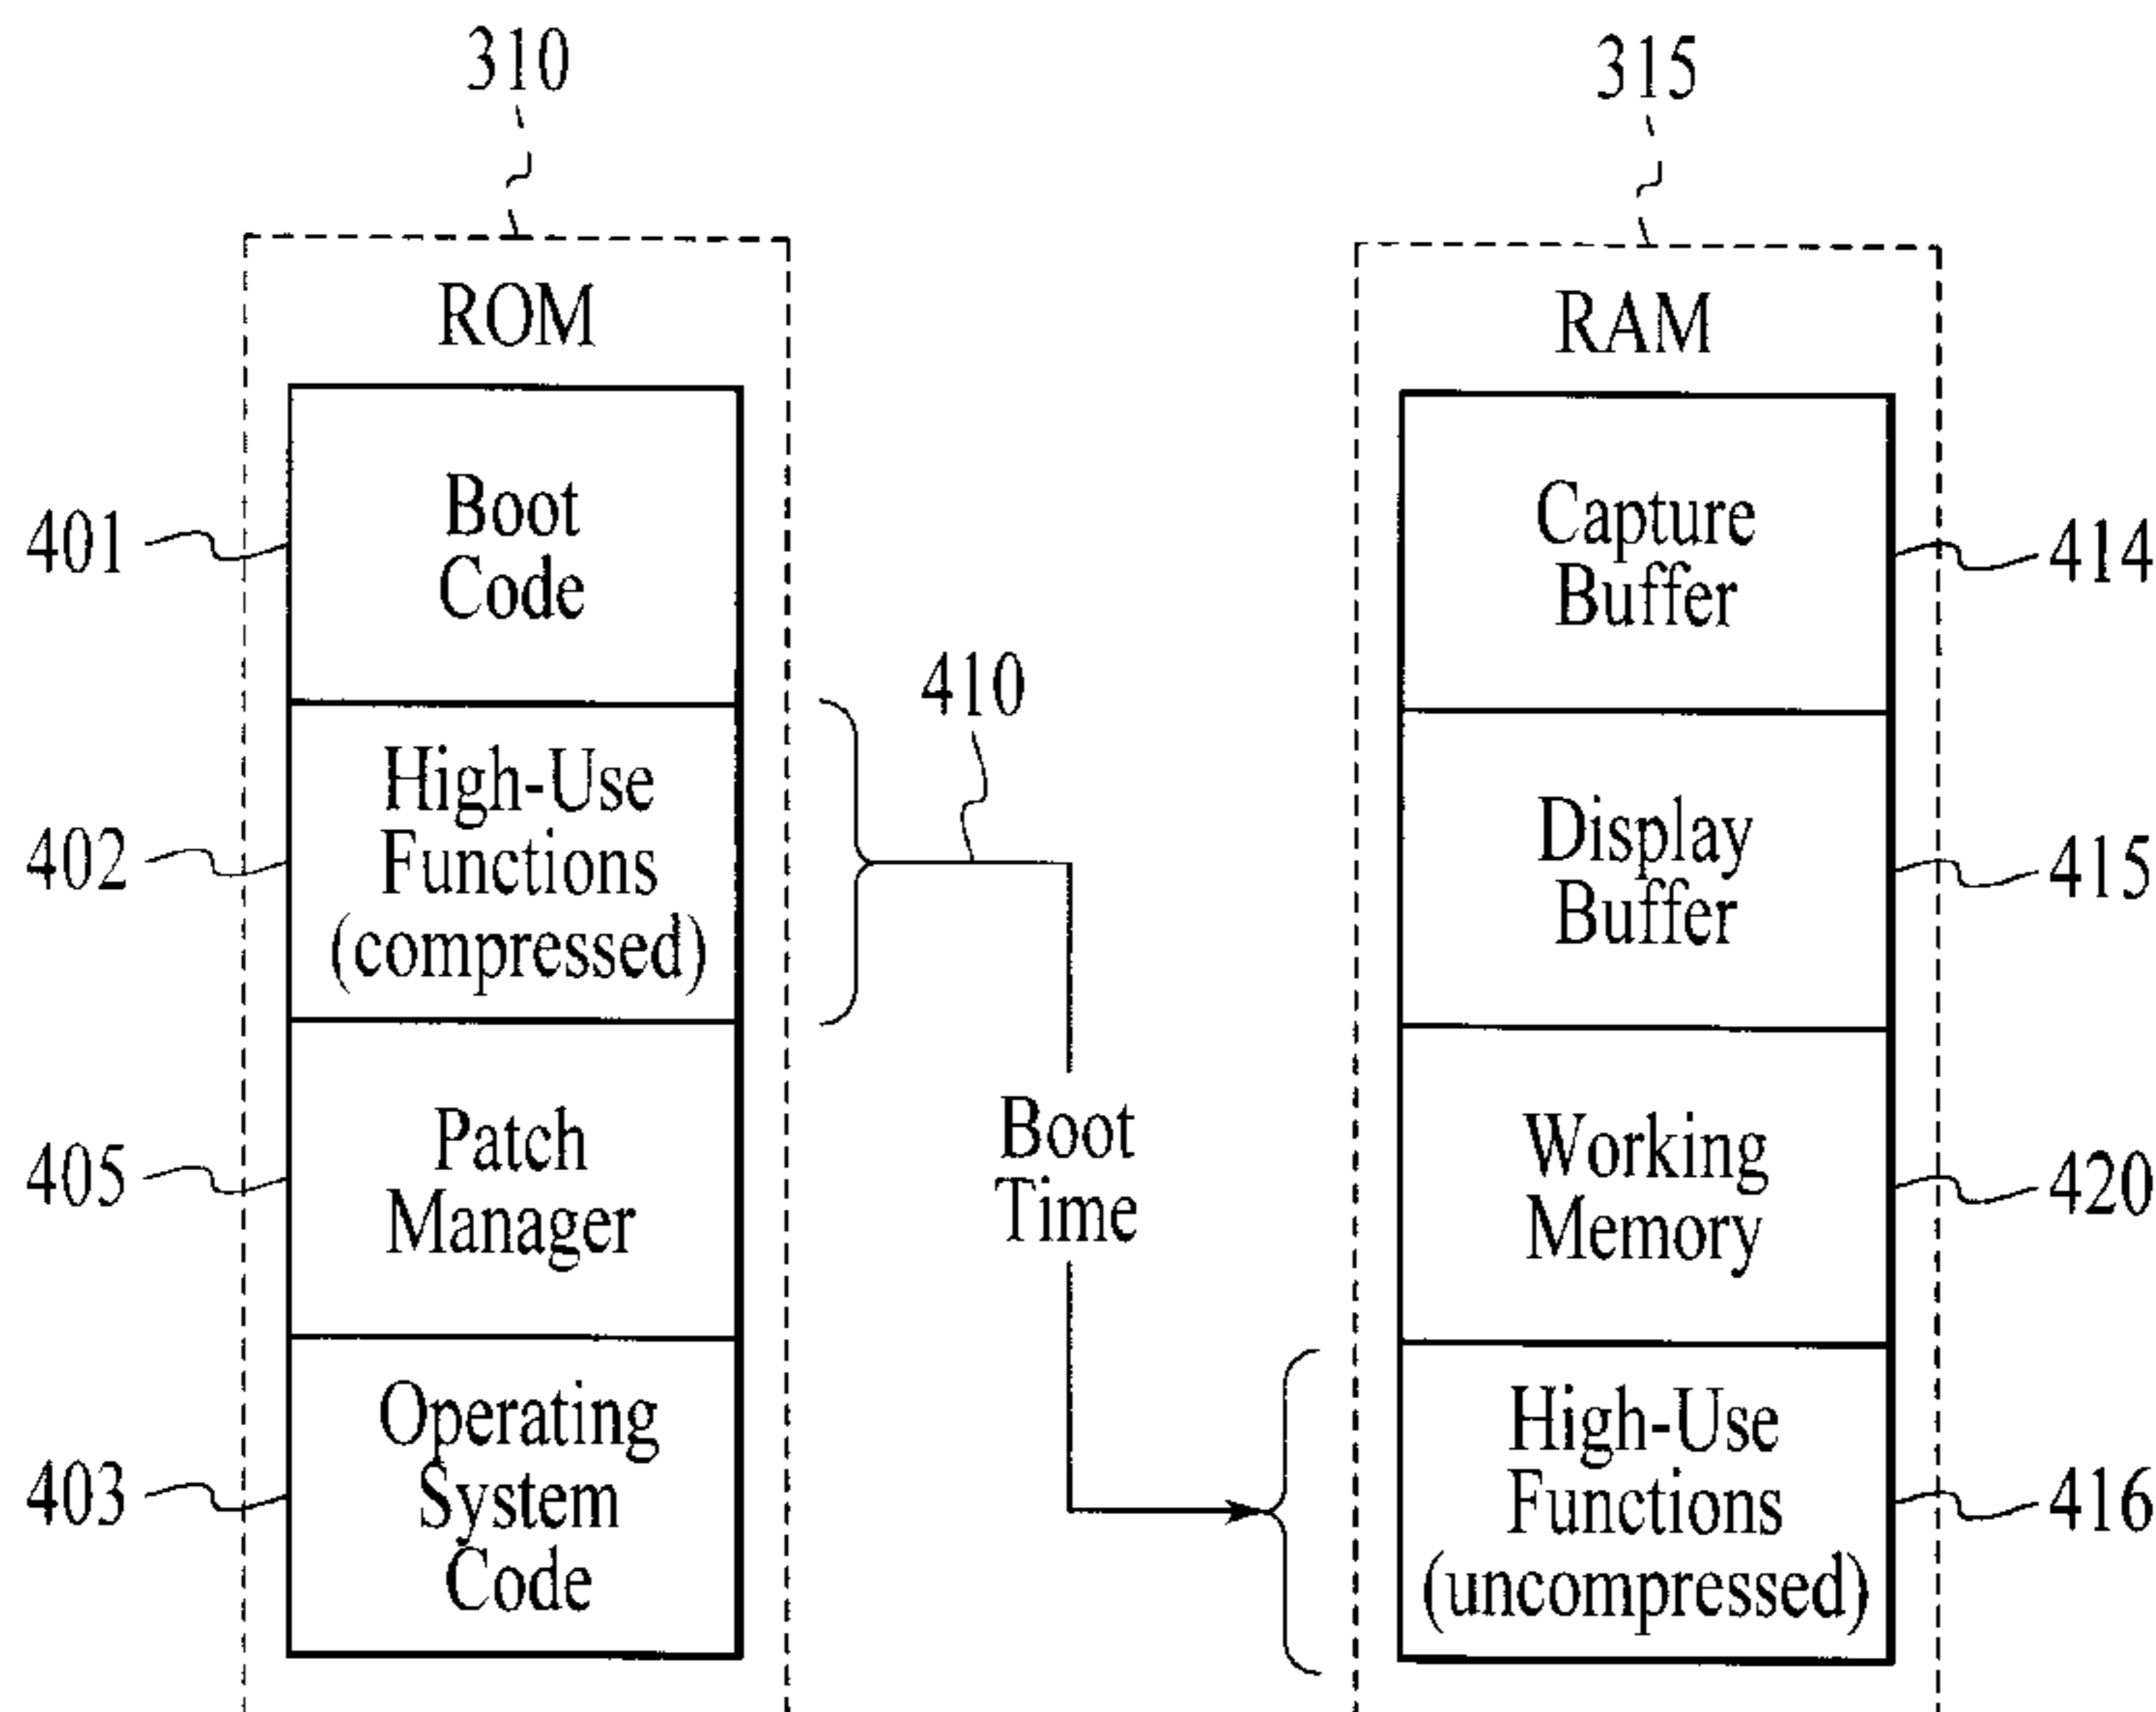 310
ROM
401
Boot
Code
402
High-Use
Functions
(compressed)
405
Patch
Manager
403
Operating
System
Code
410
Boot
Time
315
RAM
Capture
Buffer
414
Display
Buffer
415
Working
Memory
420
High-Use
Functions
(uncompressed)
416